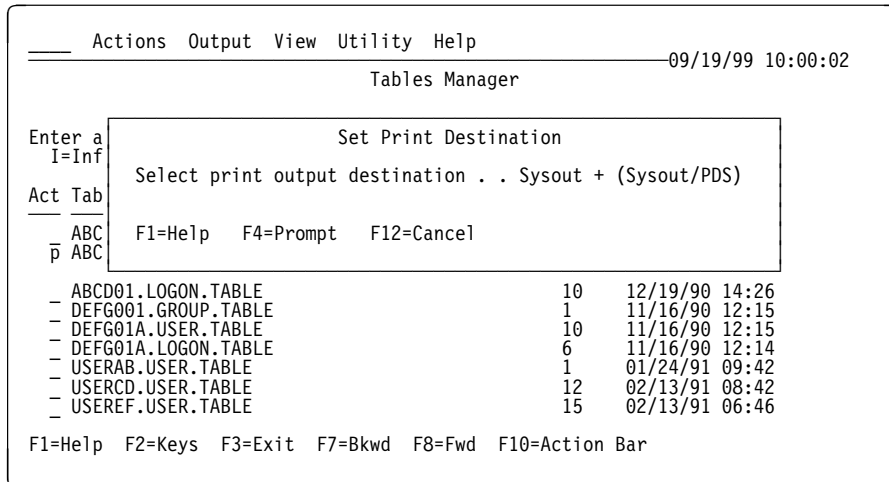 ____ Actions Output View Utility Help
09/19/99 10:00:02
Tables Manager
Enter a
Set Print Destination
I=Inf
Select print output destination . . Sysout + (Sysout/PDS)
Act Tab
_ ABC
F1=Help F4=Prompt F12=Cancel
p ABC
_ ABCD01.LOGON.TABLE 10 12/19/90 14:26
_ DEFG001.GROUP.TABLE 1 11/16/90 12:15
_ DEFG01A.USER.TABLE 10 11/16/90 12:15
_ DEFG01A.LOGON.TABLE 6 11/16/90 12:14
_ USERAB.USER.TABLE 1 01/24/91 09:42
_ USERCD.USER.TABLE 12 02/13/91 08:42
_ USEREF.USER.TABLE 15 02/13/91 06:46
F1=Help F2=Keys F3=Exit F7=Bkwd F8=Fwd F10=Action Bar